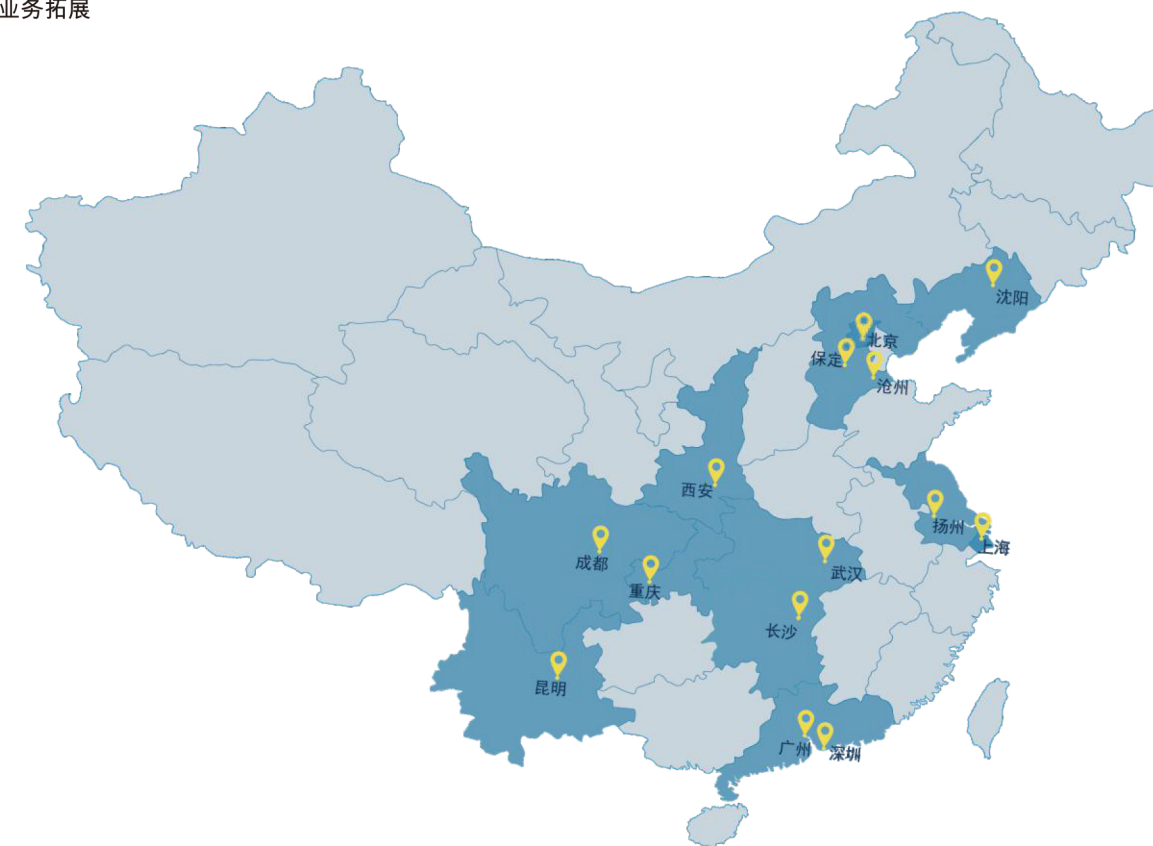 业务拓展
沈阳
北京
保定
沧州
西安
扬州
上海
成都
武汉
重庆
长沙
昆明
广州
深圳